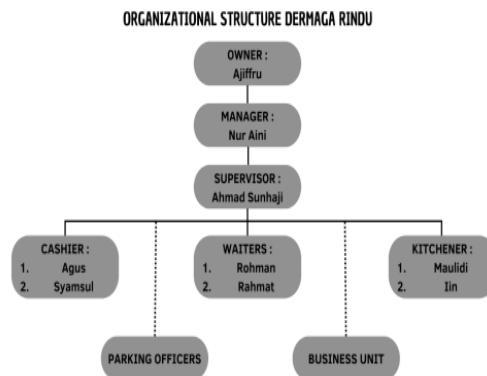 ORGANIZATIONAL STRUCTURE DERMAGA RINDU
OWNER :
Ajiffru
MANAGER :
Nur Aini
SUPERVISOR :
Ahmad Sunhaji
CASHIER :
1. Agus
2. Syamsul
WAITERS :
1. Rohman
2. Rahmat
KITCHENER :
1. Maulidi
2. Iin
PARKING OFFICERS
BUSINESS UNIT